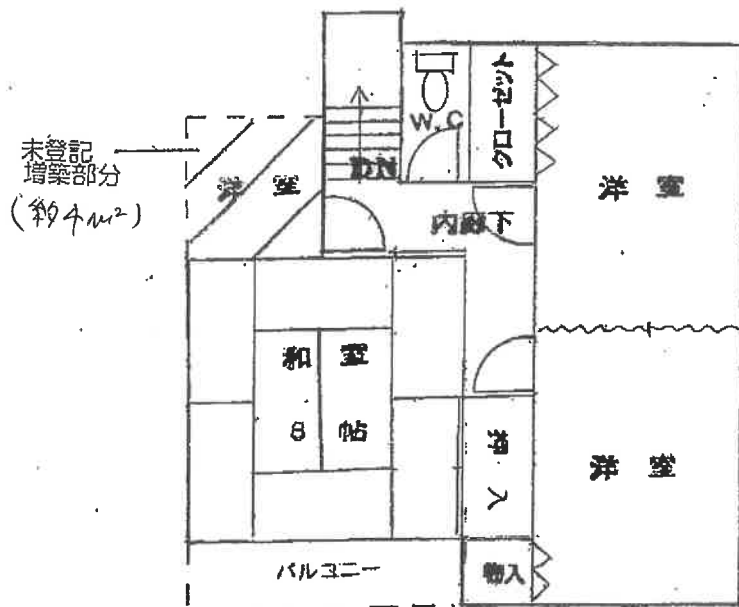 未登記
増築部分
(約4m²)
洋室
DN
W.C
クローゼット
洋室
内廊下
和室
8帖
押入
洋室
バルコニー
物入